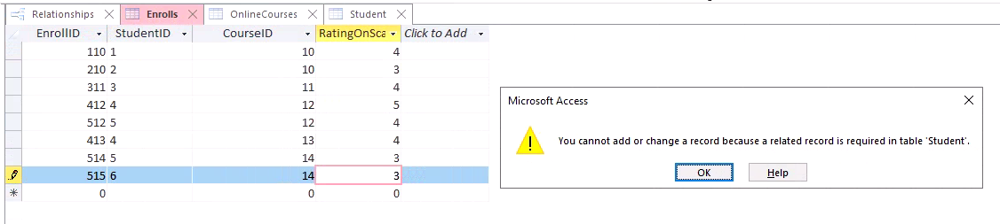 Relationships Enrolls OnlineCourses Student
EnrollID StudentID CourseID RatingOnSca Click to Add
110 1 10 4
210 2 10 3
311 3 11 4
412 4 12 5
512 5 12 4
413 4 13 4
514 5 14 3
515 6 14 3
0 0 0
Microsoft Access
You cannot add or change a record because a related record is required in table 'Student'.
OK Help